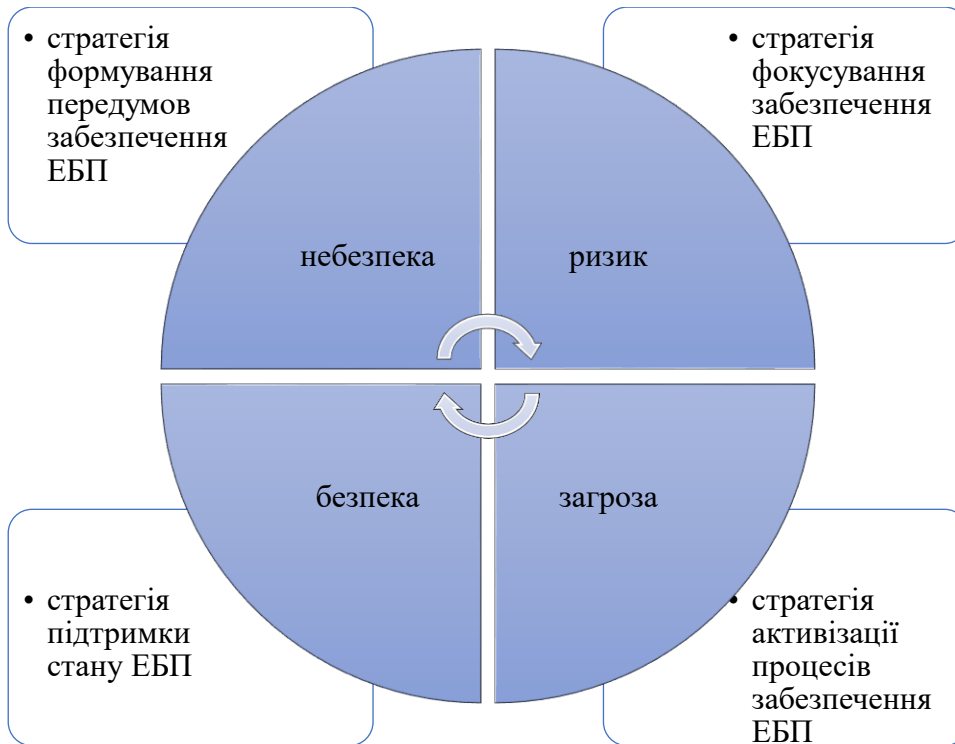 • стратегія
формування
передумов
забезпечення
ЕБП
• стратегія
фокусування
забезпечення
ЕБП
небезпека
ризик
безпека
загроза
• стратегія
підтримки
стану ЕБП
• стратегія
активізації
процесів
забезпечення
ЕБП